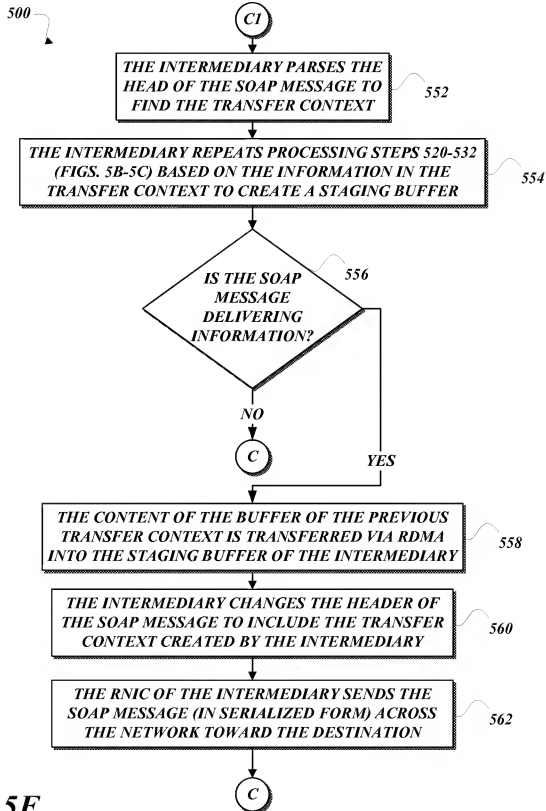 500
C1
THE INTERMEDIARY PARSES THE
HEAD OF THE SOAP MESSAGE TO
FIND THE TRANSFER CONTEXT
552
THE INTERMEDIARY REPEATS PROCESSING STEPS 520-532
(FIGS. 5B-5C) BASED ON THE INFORMATION IN THE
TRANSFER CONTEXT TO CREATE A STAGING BUFFER
554
IS THE SOAP
MESSAGE
DELIVERING
INFORMATION?
556
NO
C
YES
THE CONTENT OF THE BUFFER OF THE PREVIOUS
TRANSFER CONTEXT IS TRANSFERRED VIA RDMA
INTO THE STAGING BUFFER OF THE INTERMEDIARY
558
THE INTERMEDIARY CHANGES THE HEADER OF
THE SOAP MESSAGE TO INCLUDE THE TRANSFER
CONTEXT CREATED BY THE INTERMEDIARY
560
THE RNIC OF THE INTERMEDIARY SENDS THE
SOAP MESSAGE (IN SERIALIZED FORM) ACROSS
THE NETWORK TOWARD THE DESTINATION
562
C